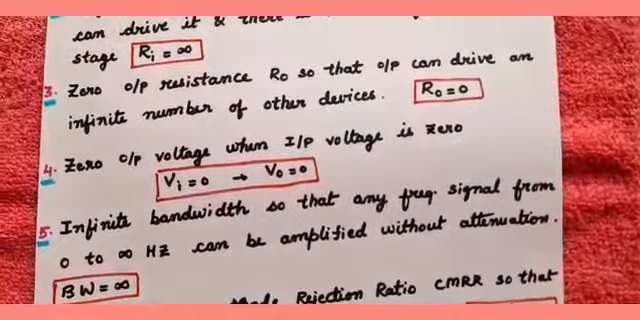 can drive it & there
stage Ri = ∞
3. Zero o/p resistance Ro so that o/p can drive an
infinite number of other devices. Ro = 0
4. Zero o/p voltage when I/p voltage is zero
Vi = 0 → Vo = 0
5. Infinite bandwidth so that any freq. signal from
0 to ∞ HZ can be amplified without attenuation.
BW = ∞
Mode Rejection Ratio CMRR so that